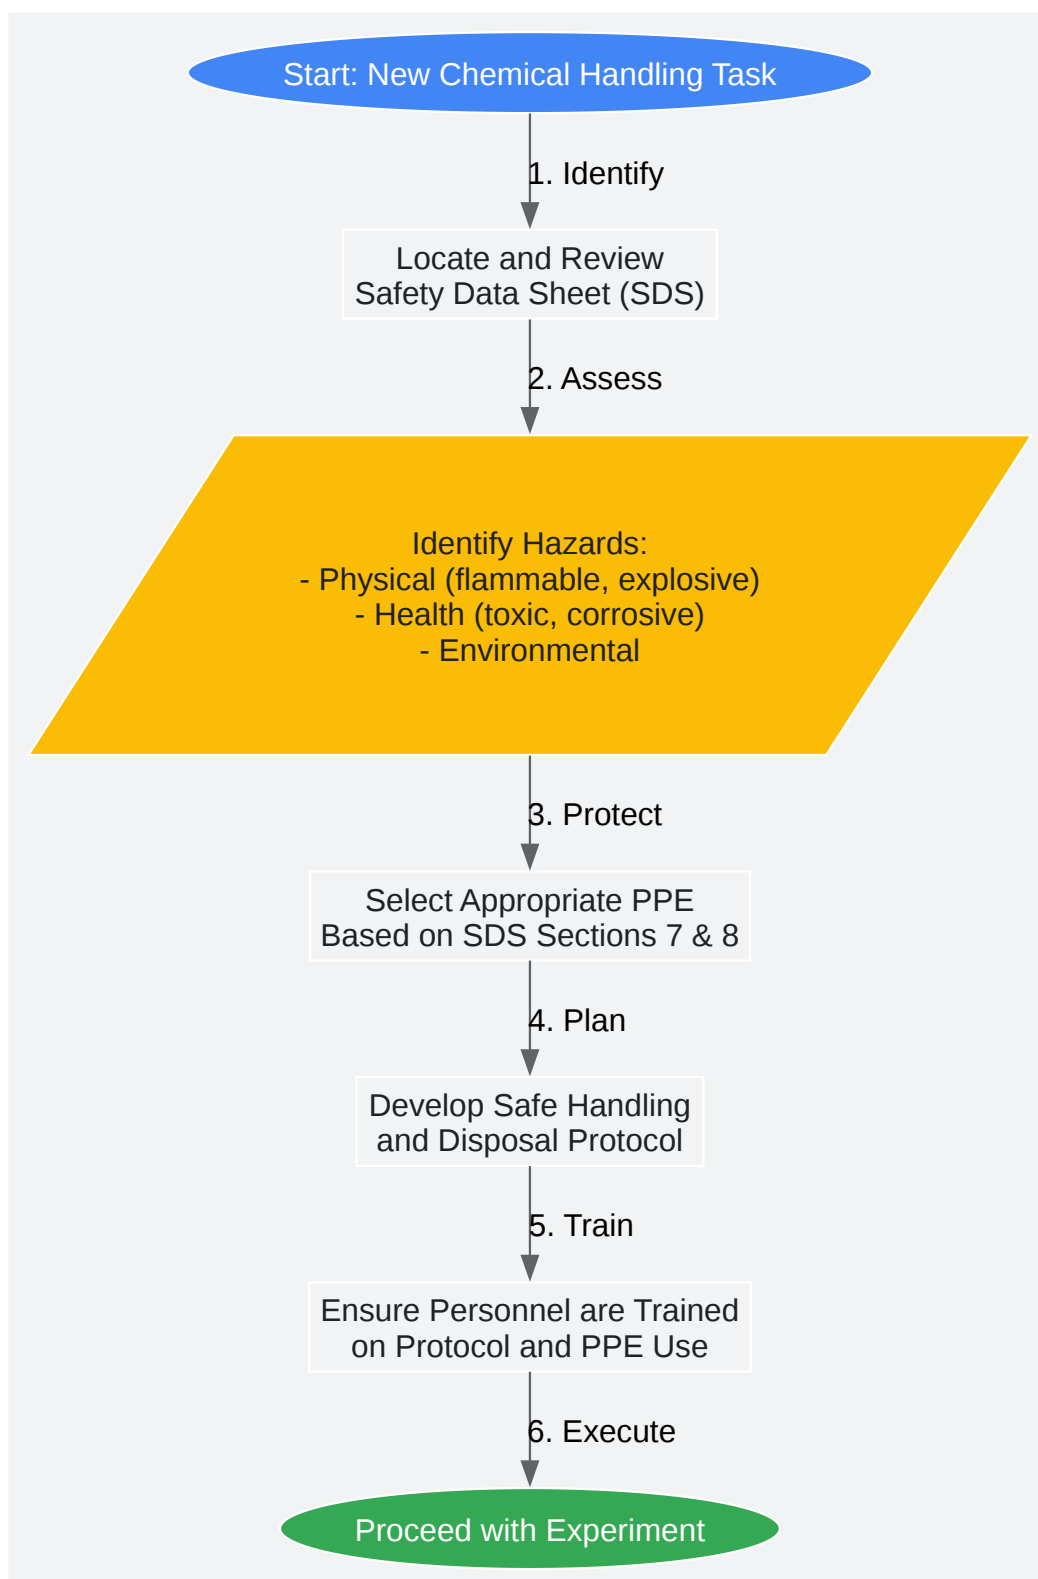 Start: New Chemical Handling Task
1. Identify
Locate and Review
Safety Data Sheet (SDS)
2. Assess
Identify Hazards:
- Physical (flammable, explosive)
- Health (toxic, corrosive)
- Environmental
3. Protect
Select Appropriate PPE
Based on SDS Sections 7 & 8
4. Plan
Develop Safe Handling
and Disposal Protocol
5. Train
Ensure Personnel are Trained
on Protocol and PPE Use
6. Execute
Proceed with Experiment